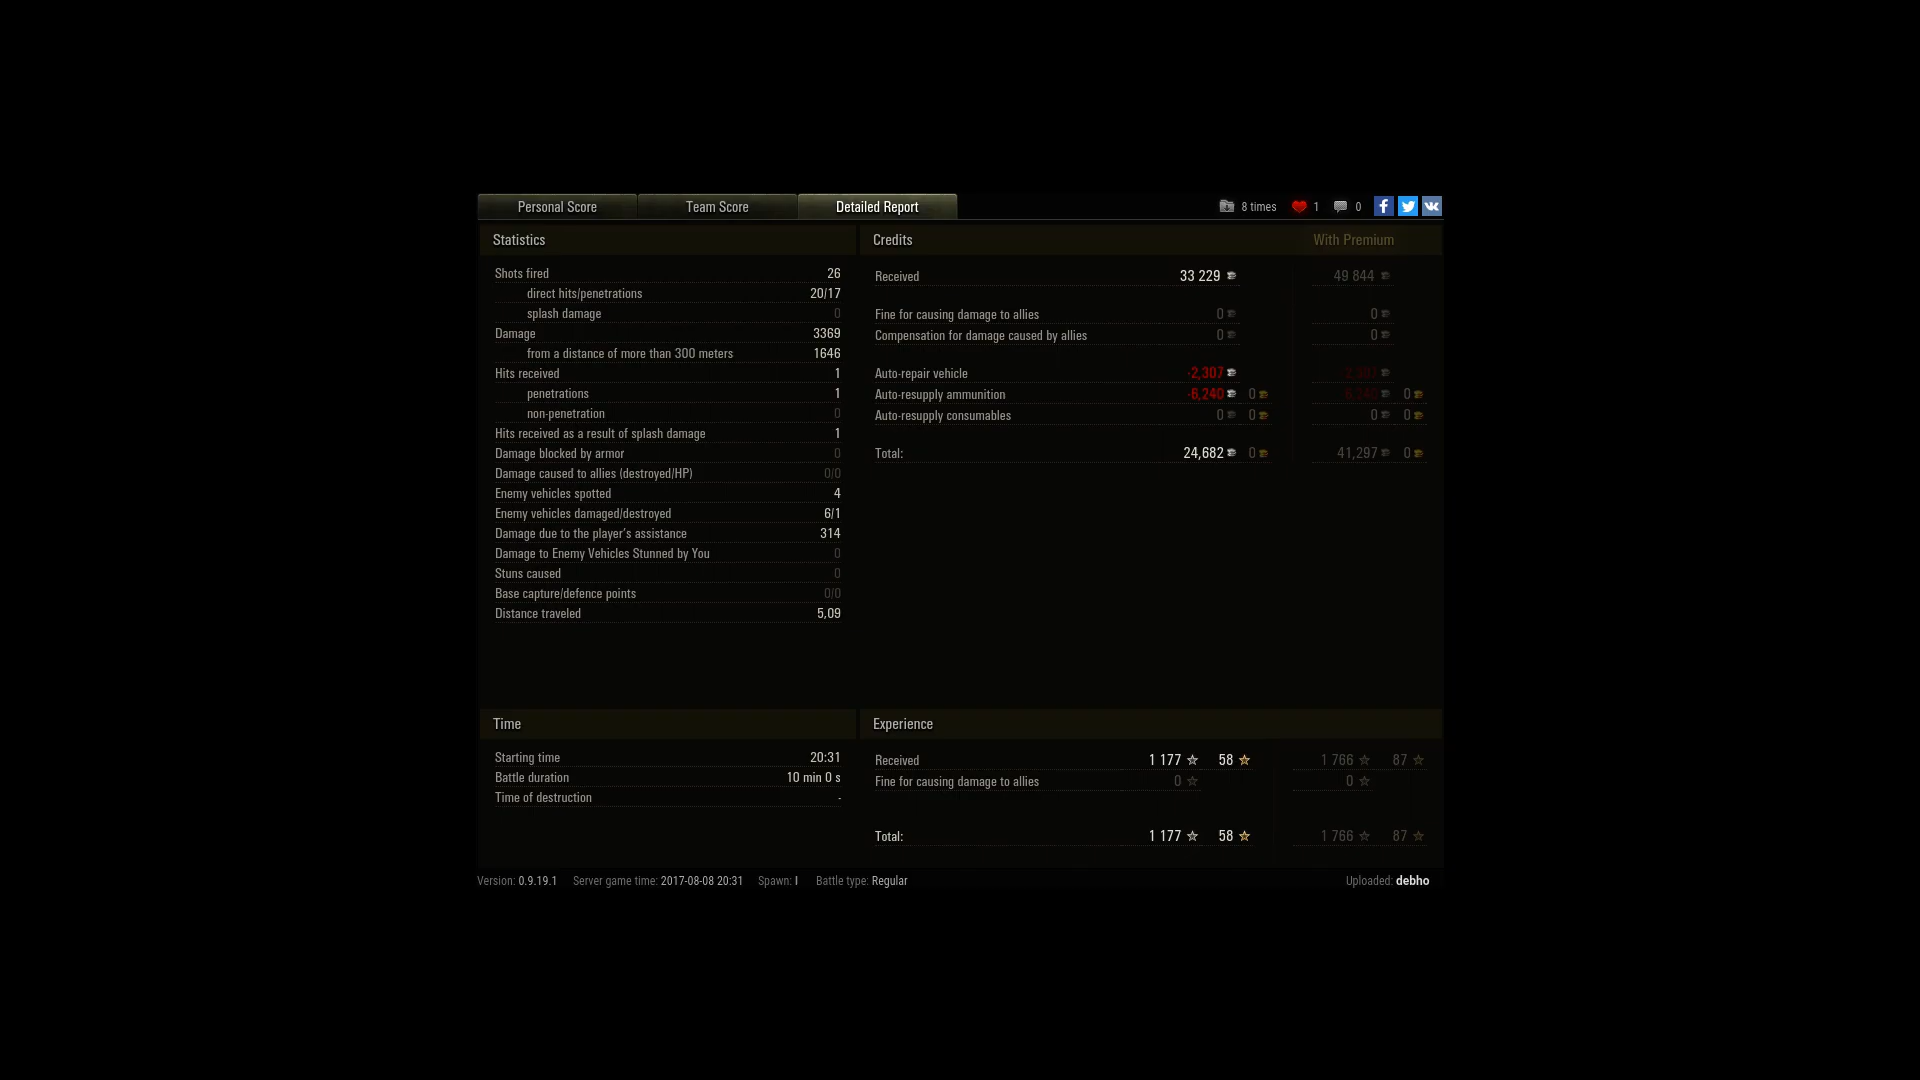 Personal Score Team Score Detailed Report 8 times 1 0
Statistics
Shots fired 26
direct hits/penetrations 20/17
splash damage 0
Damage 3369
from a distance of more than 300 meters 1646
Hits received 1
penetrations 1
non-penetration 0
Hits received as a result of splash damage 1
Damage blocked by armor 0
Damage caused to allies (destroyed/HP) 0/0
Enemy vehicles spotted 4
Enemy vehicles damaged/destroyed 6/1
Damage due to the player's assistance 314
Damage to Enemy Vehicles Stunned by You 0
Stuns caused 0
Base capture/defence points 0/0
Distance traveled 5,09
Credits With Premium
Received 33 229 49 844
Fine for causing damage to allies 0 0
Compensation for damage caused by allies 0 0
Auto-repair vehicle -2,307 -2,307
Auto-resupply ammunition -6,240 0 -6,240 0
Auto-resupply consumables 0 0 0 0
Total: 24,682 0 41,297 0
Time
Starting time 20:31
Battle duration 10 min 0 s
Time of destruction -
Experience
Received 1 177 58 1 766 87
Fine for causing damage to allies 0 0
Total: 1 177 58 1 766 87
Version: 0.9.19.1 Server game time: 2017-08-08 20:31 Spawn: I Battle type: Regular Uploaded: debho